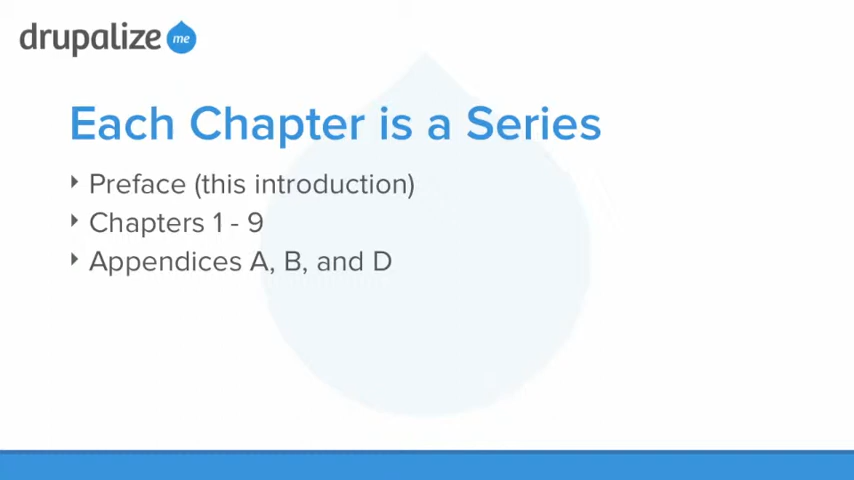 drupalize me
Each Chapter is a Series
Preface (this introduction)
Chapters 1 - 9
Appendices A, B, and D